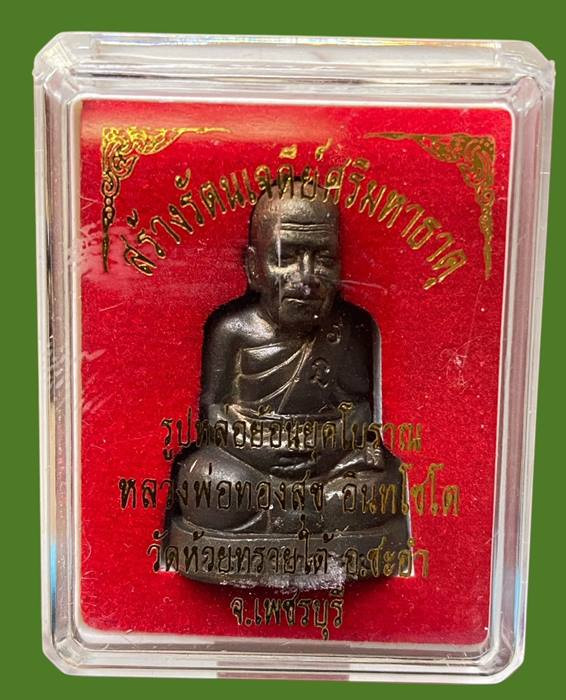 สร้างรัตนเจดีย์ศรีมหาธาตุ
รูปหล่อย้อนยุคโบราณ
หลวงพ่อทองสุข อินทโชโต
วัดห้วยทรายใต้ อ.ชะอำ
จ.เพชรบุรี